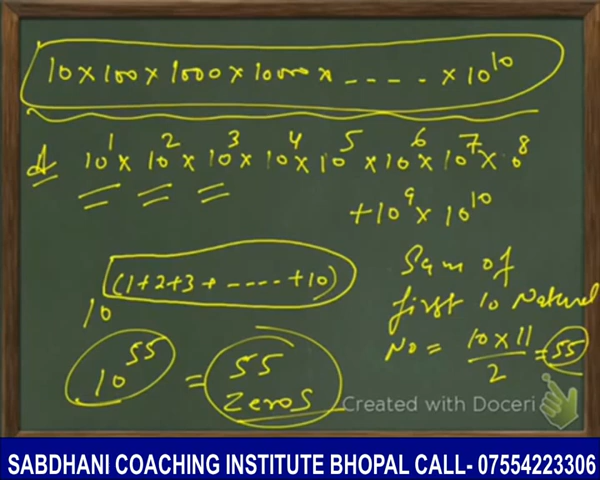 10×100×1000×10000×-----×10¹⁰
10¹× 10²× 10³× 10⁴× 10⁵×10⁶× 10⁷× 10⁸
+10⁹× 10¹⁰
10⁽¹⁺²⁺³⁺⁻⁻⁻⁻⁺¹⁰⁾
Sum of
first 10 Natural
No = 10×11/2 = 55
10⁵⁵ = 55
Zeros
Created with Doceri
SABDHANI COACHING INSTITUTE BHOPAL CALL- 07554223306